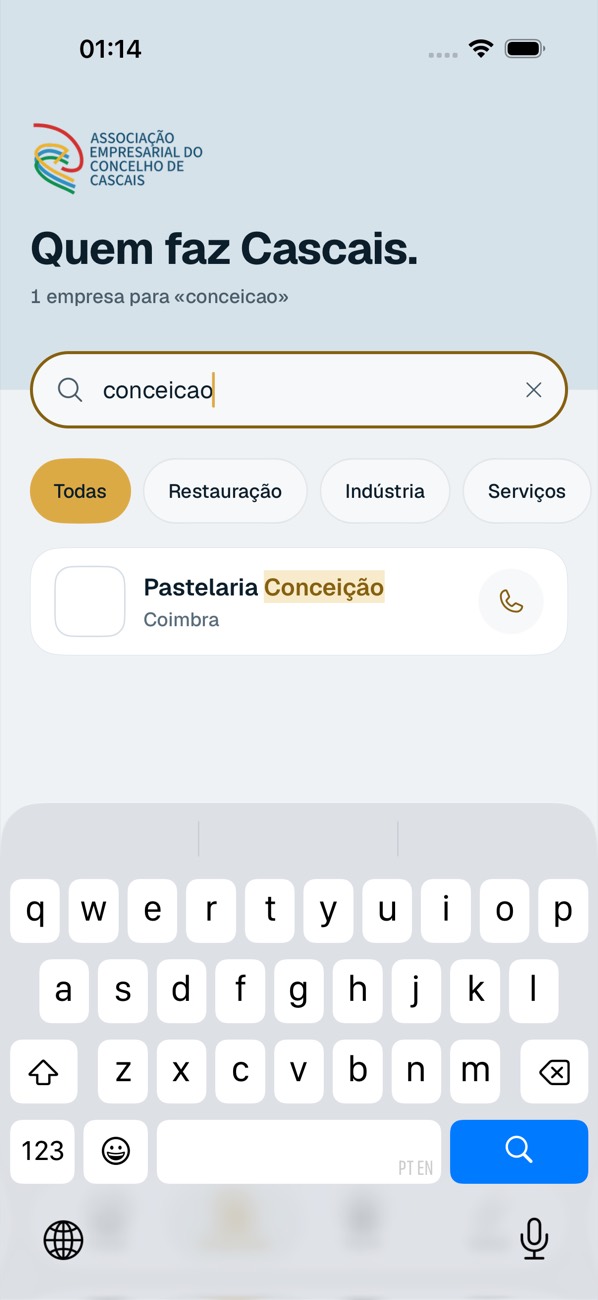 01:14
ASSOCIAÇÃO
EMPRESARIAL DO
CONCELHO DE
CASCAIS
Quem faz Cascais.
1 empresa para «conceicao»
conceicao
Todas Restauração Indústria Serviços
Pastelaria Conceição
Coimbra
q w e r t y u i o p
a s d f g h j k l
z x c v b n m
123
PT EN